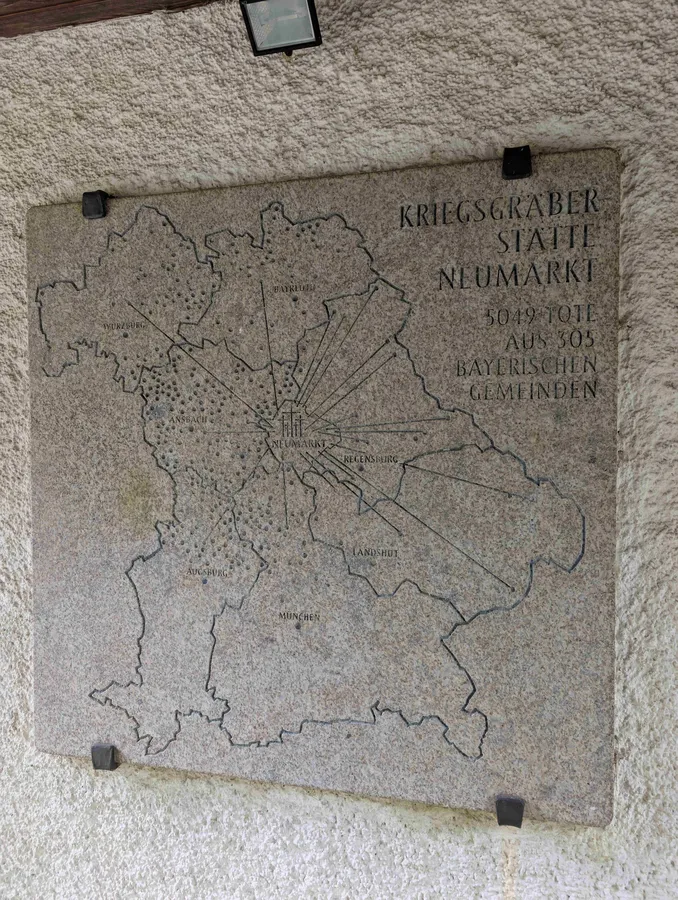 KRIEGSGRÄBER
STÄTTE
NEUMARKT
5049 TOTE
AUS 305
BAYERISCHEN
GEMEINDEN
BAYREUTH
WÜRZBURG
ANSBACH
NEUMARKT
REGENSBURG
LANDSHUT
AUGSBURG
MÜNCHEN